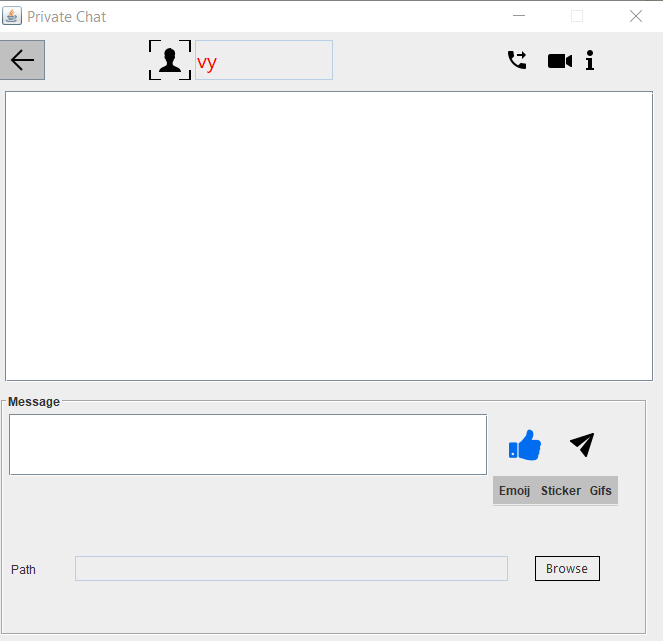 Private Chat
vy
Message
Emoij Sticker Gifs
Path
Browse